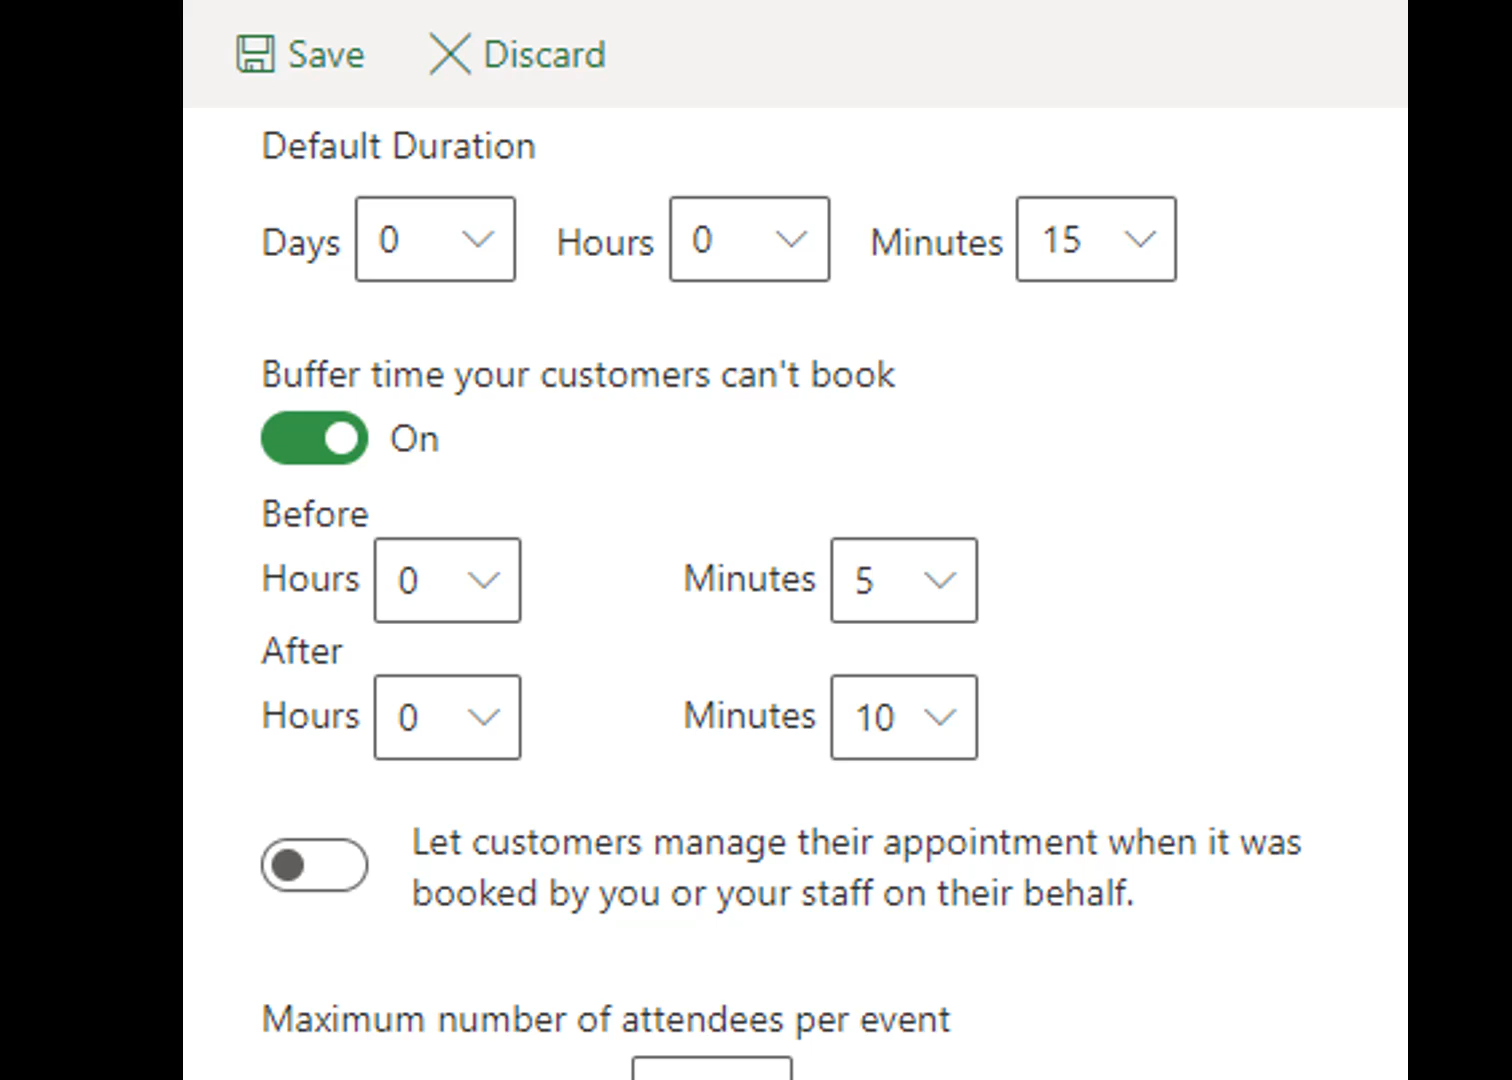 Save Discard
Default Duration
Days 0 Hours 0 Minutes 15
Buffer time your customers can't book
On
Before
Hours 0 Minutes 5
After
Hours 0 Minutes 10
Let customers manage their appointment when it was
booked by you or your staff on their behalf.
Maximum number of attendees per event